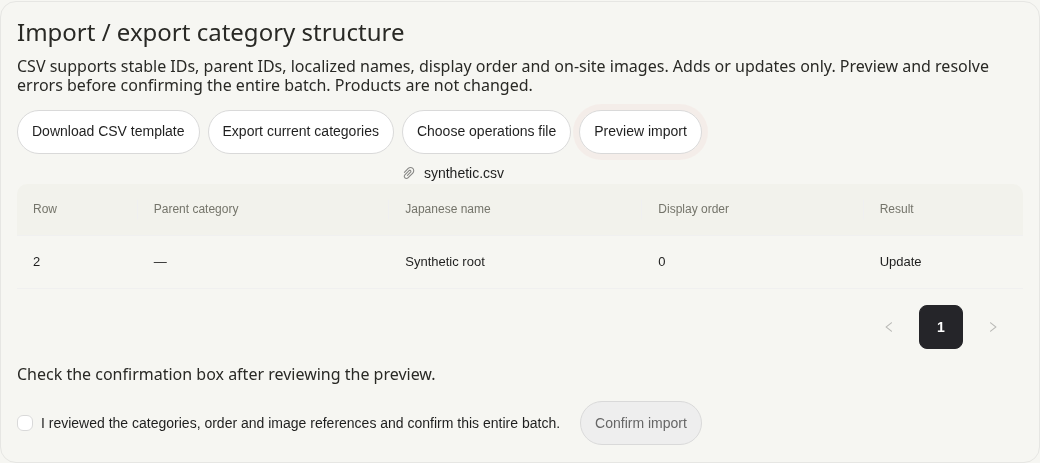 Import / export category structure
CSV supports stable IDs, parent IDs, localized names, display order and on-site images. Adds or updates only. Preview and resolve
errors before confirming the entire batch. Products are not changed.
Download CSV template Export current categories Choose operations file Preview import
synthetic.csv
Row Parent category Japanese name Display order Result
2 — Synthetic root 0 Update
1
Check the confirmation box after reviewing the preview.
I reviewed the categories, order and image references and confirm this entire batch. Confirm import